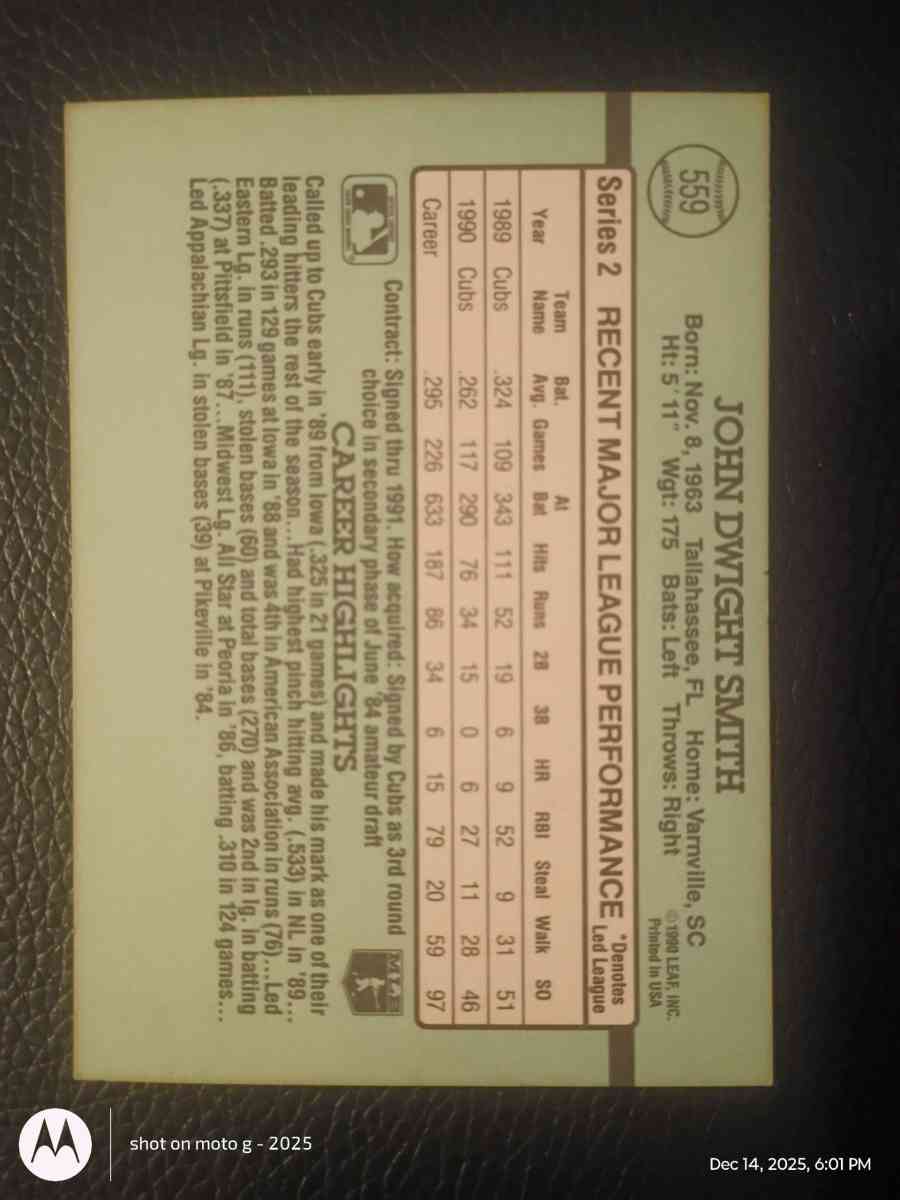 559
JOHN DWIGHT SMITH
Born: Nov. 8, 1963 Tallahassee, FL Home: Varnville, SC
Ht: 5' 11" Wgt: 175 Bats: Left Throws: Right
© 1990 LEAF, INC.
Printed in USA
Series 2 RECENT MAJOR LEAGUE PERFORMANCE
*Denotes
Led League
Year Team Name Bat. Avg. Games At Bat Hits Runs 2B 3B HR RBI Steal Walk SO
1989 Cubs .324 109 343 111 52 19 6 9 52 9 31 51
1990 Cubs .262 117 290 76 34 15 0 6 27 11 28 46
Career .295 226 633 187 86 34 6 15 79 20 59 97
Contract: Signed thru 1991. How acquired: Signed by Cubs as 3rd round
choice in secondary phase of June '84 amateur draft
MLB
CAREER HIGHLIGHTS
Called up to Cubs early in '89 from Iowa (.325 in 21 games) and made his mark as one of their
leading hitters the rest of the season...Had highest pinch hitting avg. (.533) in NL in '89...
Batted .293 in 129 games at Iowa in '88 and was 4th in American Association in runs (76)...Led
Eastern Lg. in runs (111), stolen bases (60) and total bases (270) and was 2nd in lg. in batting
(.337) at Pittsfield in '87...Midwest Lg. All Star at Peoria in '86, batting .310 in 124 games...
Led Appalachian Lg. in stolen bases (39) at Pikeville in '84.
shot on moto g - 2025
Dec 14, 2025, 6:01 PM